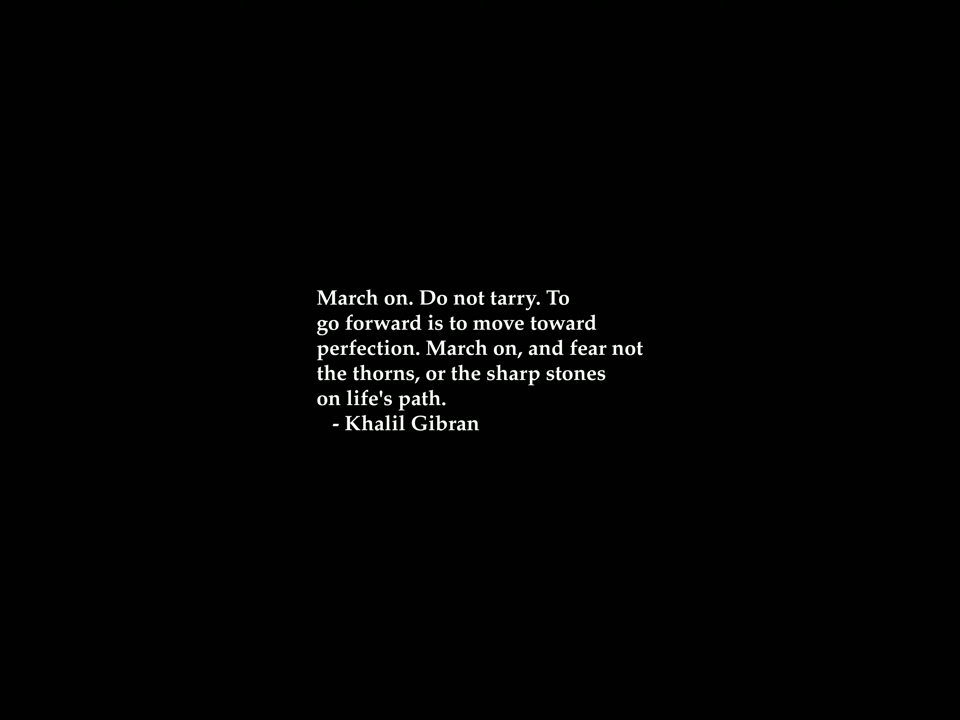 March on. Do not tarry. To
go forward is to move toward
perfection. March on, and fear not
the thorns, or the sharp stones
on life's path.
- Khalil Gibran